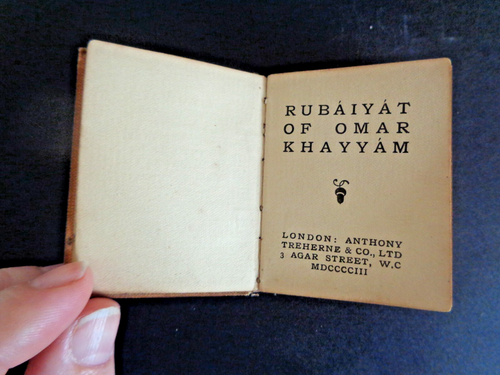 RUBÁIYÁT
OF OMAR
KHAYYÁM
LONDON: ANTHONY
TREHERNE & CO., LTD
3 AGAR STREET, W.C
MDCCCCIII